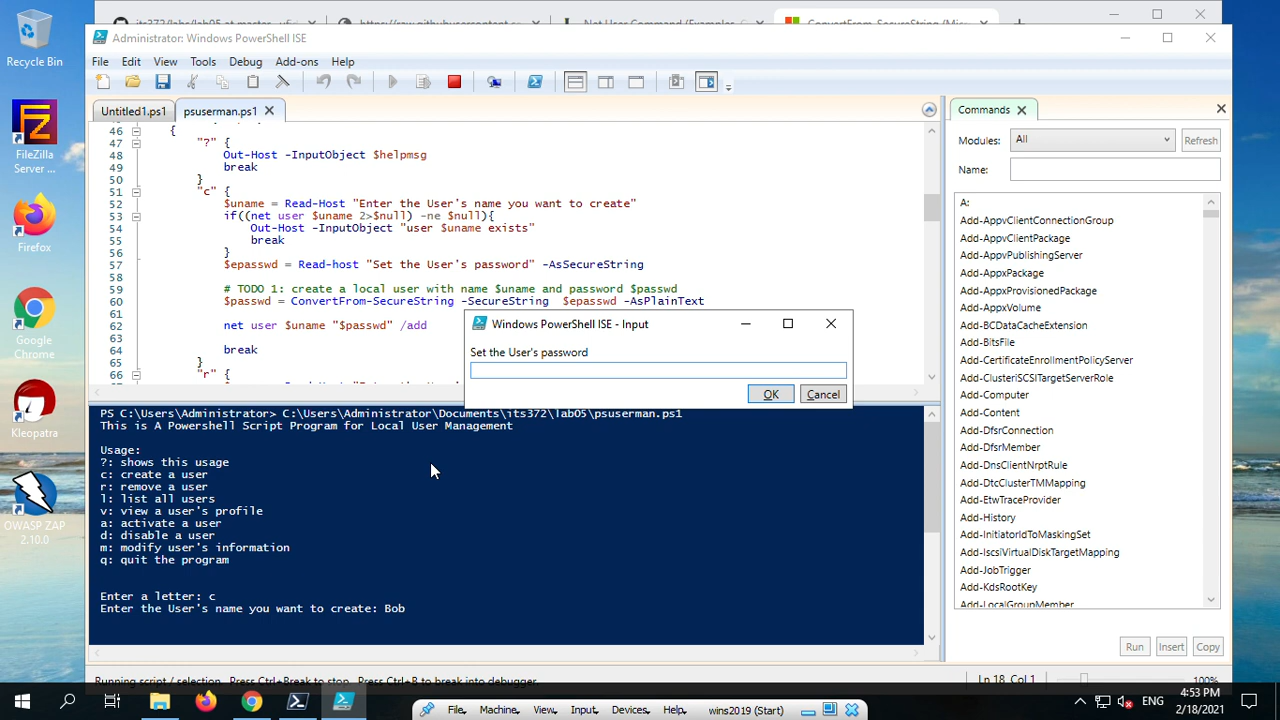 Recycle Bin
FileZilla
Server ...
Firefox
Google
Chrome
Kleopatra
OWASP ZAP
2.10.0
Administrator: Windows PowerShell ISE
File Edit View Tools Debug Add-ons Help
Untitled1.ps1 psuserman.ps1
46 {
47 "?" {
48 Out-Host -InputObject $helpmsg
49 break
50 }
51 "c" {
52 $uname = Read-Host "Enter the User's name you want to create"
53 if((net user $uname 2>$null) -ne $null){
54 Out-Host -InputObject "user $uname exists"
55 break
56 }
57 $epasswd = Read-host "Set the User's password" -AsSecureString
58
59 # TODO 1: create a local user with name $uname and password $passwd
60 $passwd = ConvertFrom-SecureString -SecureString $epasswd -AsPlainText
61
62 net user $uname "$passwd" /add
63
64 break
65 }
66 "r" {
Windows PowerShell ISE - Input
Set the User's password
OK Cancel
PS C:\Users\Administrator> C:\Users\Administrator\Documents\its372\lab05\psuserman.ps1
This is A Powershell Script Program for Local User Management
Usage:
?: shows this usage
c: create a user
r: remove a user
l: list all users
v: view a user's profile
a: activate a user
d: disable a user
m: modify user's information
q: quit the program
Enter a letter: c
Enter the User's name you want to create: Bob
Commands
Modules: All Refresh
Name:
A:
Add-AppvClientConnectionGroup
Add-AppvClientPackage
Add-AppvPublishingServer
Add-AppxPackage
Add-AppxProvisionedPackage
Add-AppxVolume
Add-BCDataCacheExtension
Add-BitsFile
Add-CertificateEnrollmentPolicyServer
Add-ClusteriSCSITargetServerRole
Add-Computer
Add-Content
Add-DfsrConnection
Add-DfsrMember
Add-DnsClientNrptRule
Add-DtcClusterTMMapping
Add-EtwTraceProvider
Add-History
Add-InitiatorIdToMaskingSet
Add-IscsiVirtualDiskTargetMapping
Add-JobTrigger
Add-KdsRootKey
Add-LocalGroupMember
Run Insert Copy
Running script / selection. Press Ctrl+Break to stop. Press Ctrl+B to break into debugger.
Ln 18 Col 1 100%
File Machine View Input Devices Help wins2019 (Start)
ENG
4:53 PM
2/18/2021